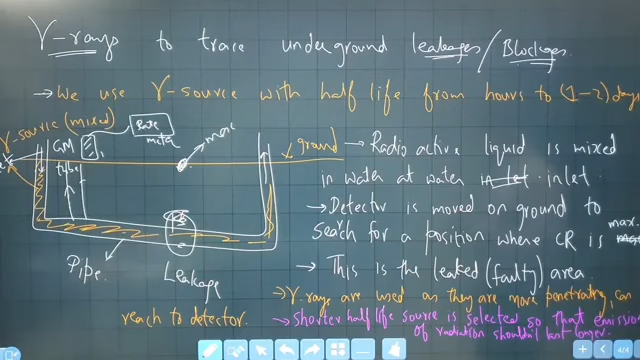 γ-rays to trace underground leakages/Blockages
→ We use γ-source with half life from hours to (1-2) days
γ-source (mixed)
GM tube
Rate meter
max
ground
→ Radio active liquid is mixed
in water at water inlet
→ Detector is moved on ground to
search for a position where CR is max.
→ This is the leaked (faulty) area.
Pipe
Leakage
→ γ rays are used as they are more penetrating, can
reach to detector.
→ Shorter half life source is selected so that emission
of radiation shouldn't last longer.
4/4